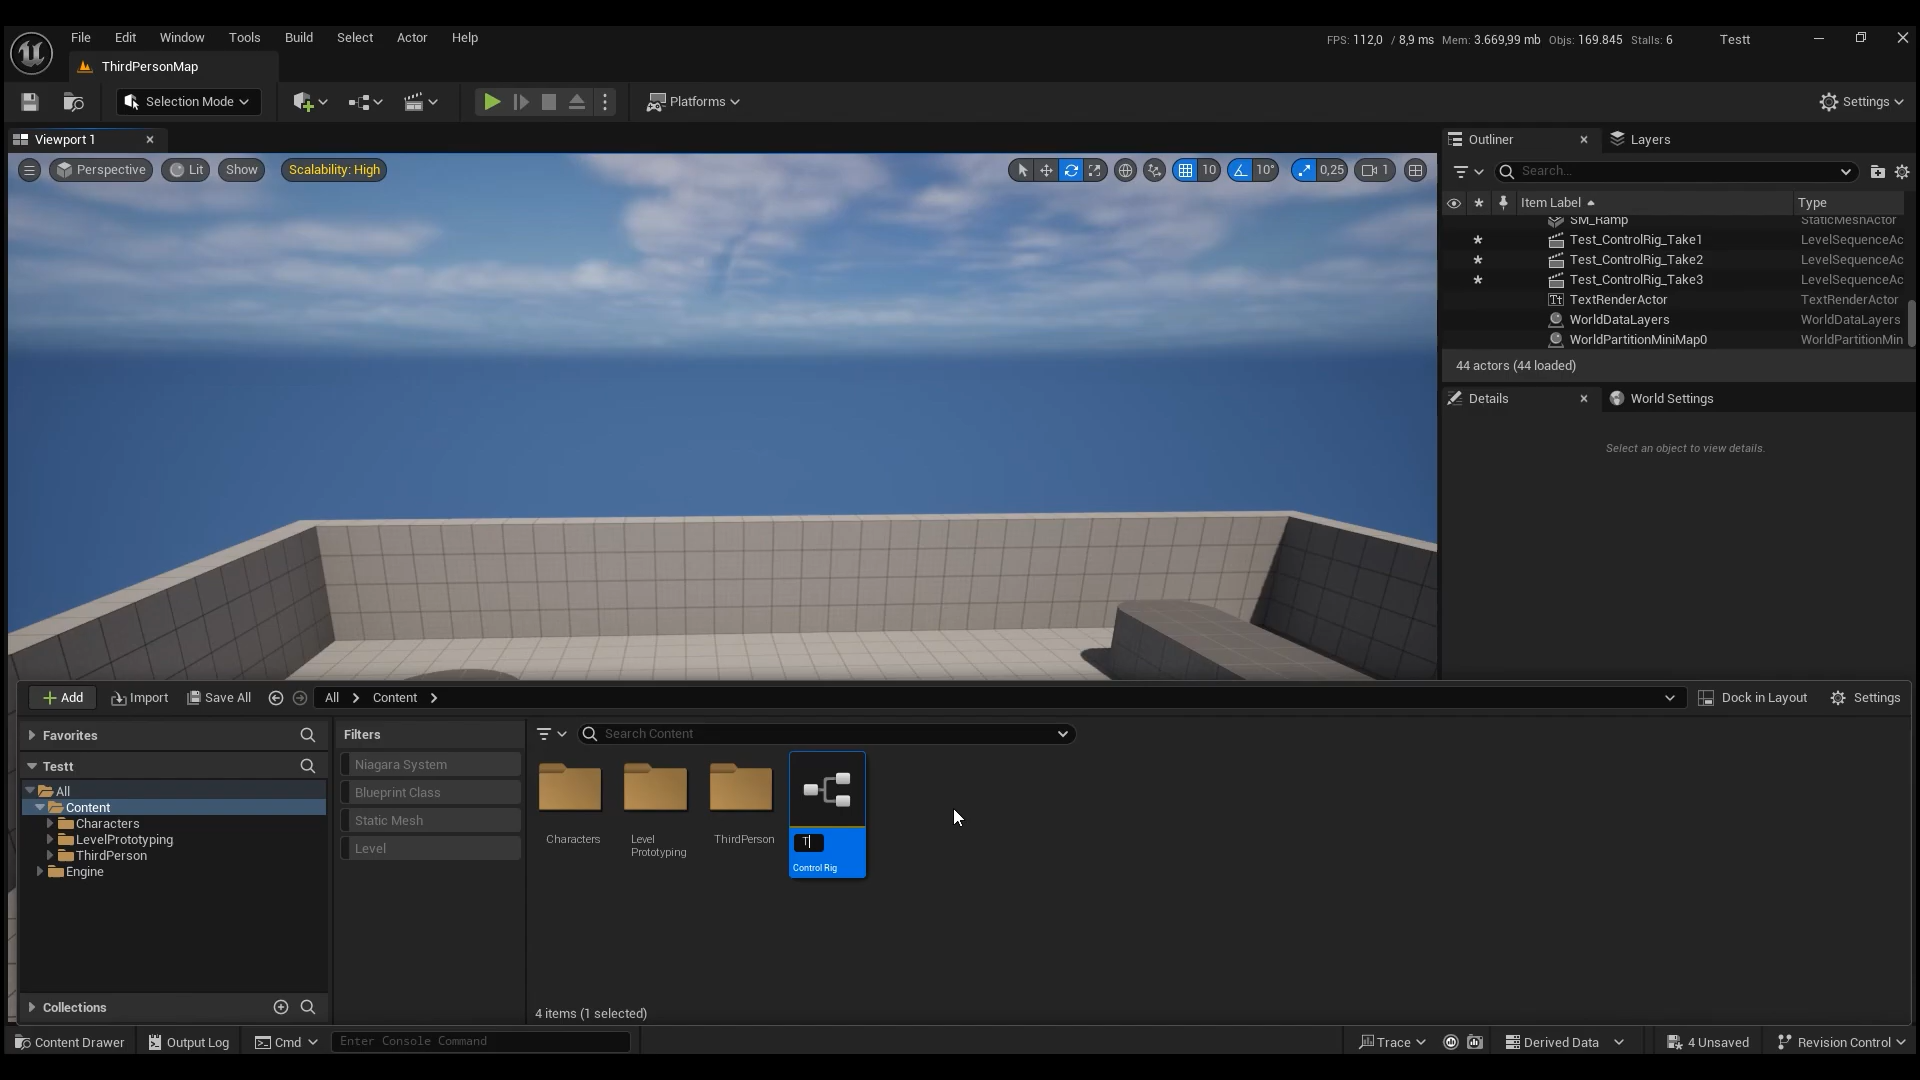 File Edit Window Tools Build Select Actor Help
FPS: 112,0 / 8,9 ms Mem: 3.669,99 mb Objs: 169.845 Stalls: 6 Testt
ThirdPersonMap
Selection Mode
Platforms
Settings
Viewport 1
Outliner
Layers
Perspective Lit Show Scalability: High
10 10° 0,25 1
Search...
Item Label Type
SM_Ramp StaticMeshActor
Test_ControlRig_Take1 LevelSequenceAc
Test_ControlRig_Take2 LevelSequenceAc
Test_ControlRig_Take3 LevelSequenceAc
TextRenderActor TextRenderActor
WorldDataLayers WorldDataLayers
WorldPartitionMiniMap0 WorldPartitionMin
44 actors (44 loaded)
Details
World Settings
Select an object to view details.
Add Import Save All All Content Dock in Layout Settings
Favorites
Testt
All
Content
Characters
LevelPrototyping
ThirdPerson
Engine
Collections
Filters
Niagara System
Blueprint Class
Static Mesh
Level
Search Content
Characters
Level
Prototyping
ThirdPerson
T
Control Rig
4 items (1 selected)
Content Drawer Output Log Cmd Enter Console Command Trace Derived Data 4 Unsaved Revision Control